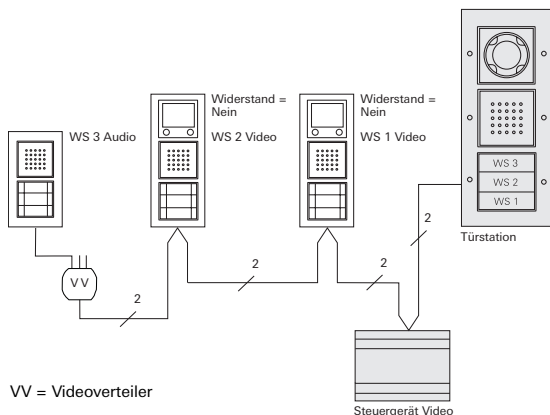 Widerstand =
Nein
WS 3 Audio
WS 2 Video
Widerstand =
Nein
WS 1 Video
WS 3
WS 2
WS 1
Türstation
2
2
2
2
V V
VV = Videoverteiler
Steuergerät Video